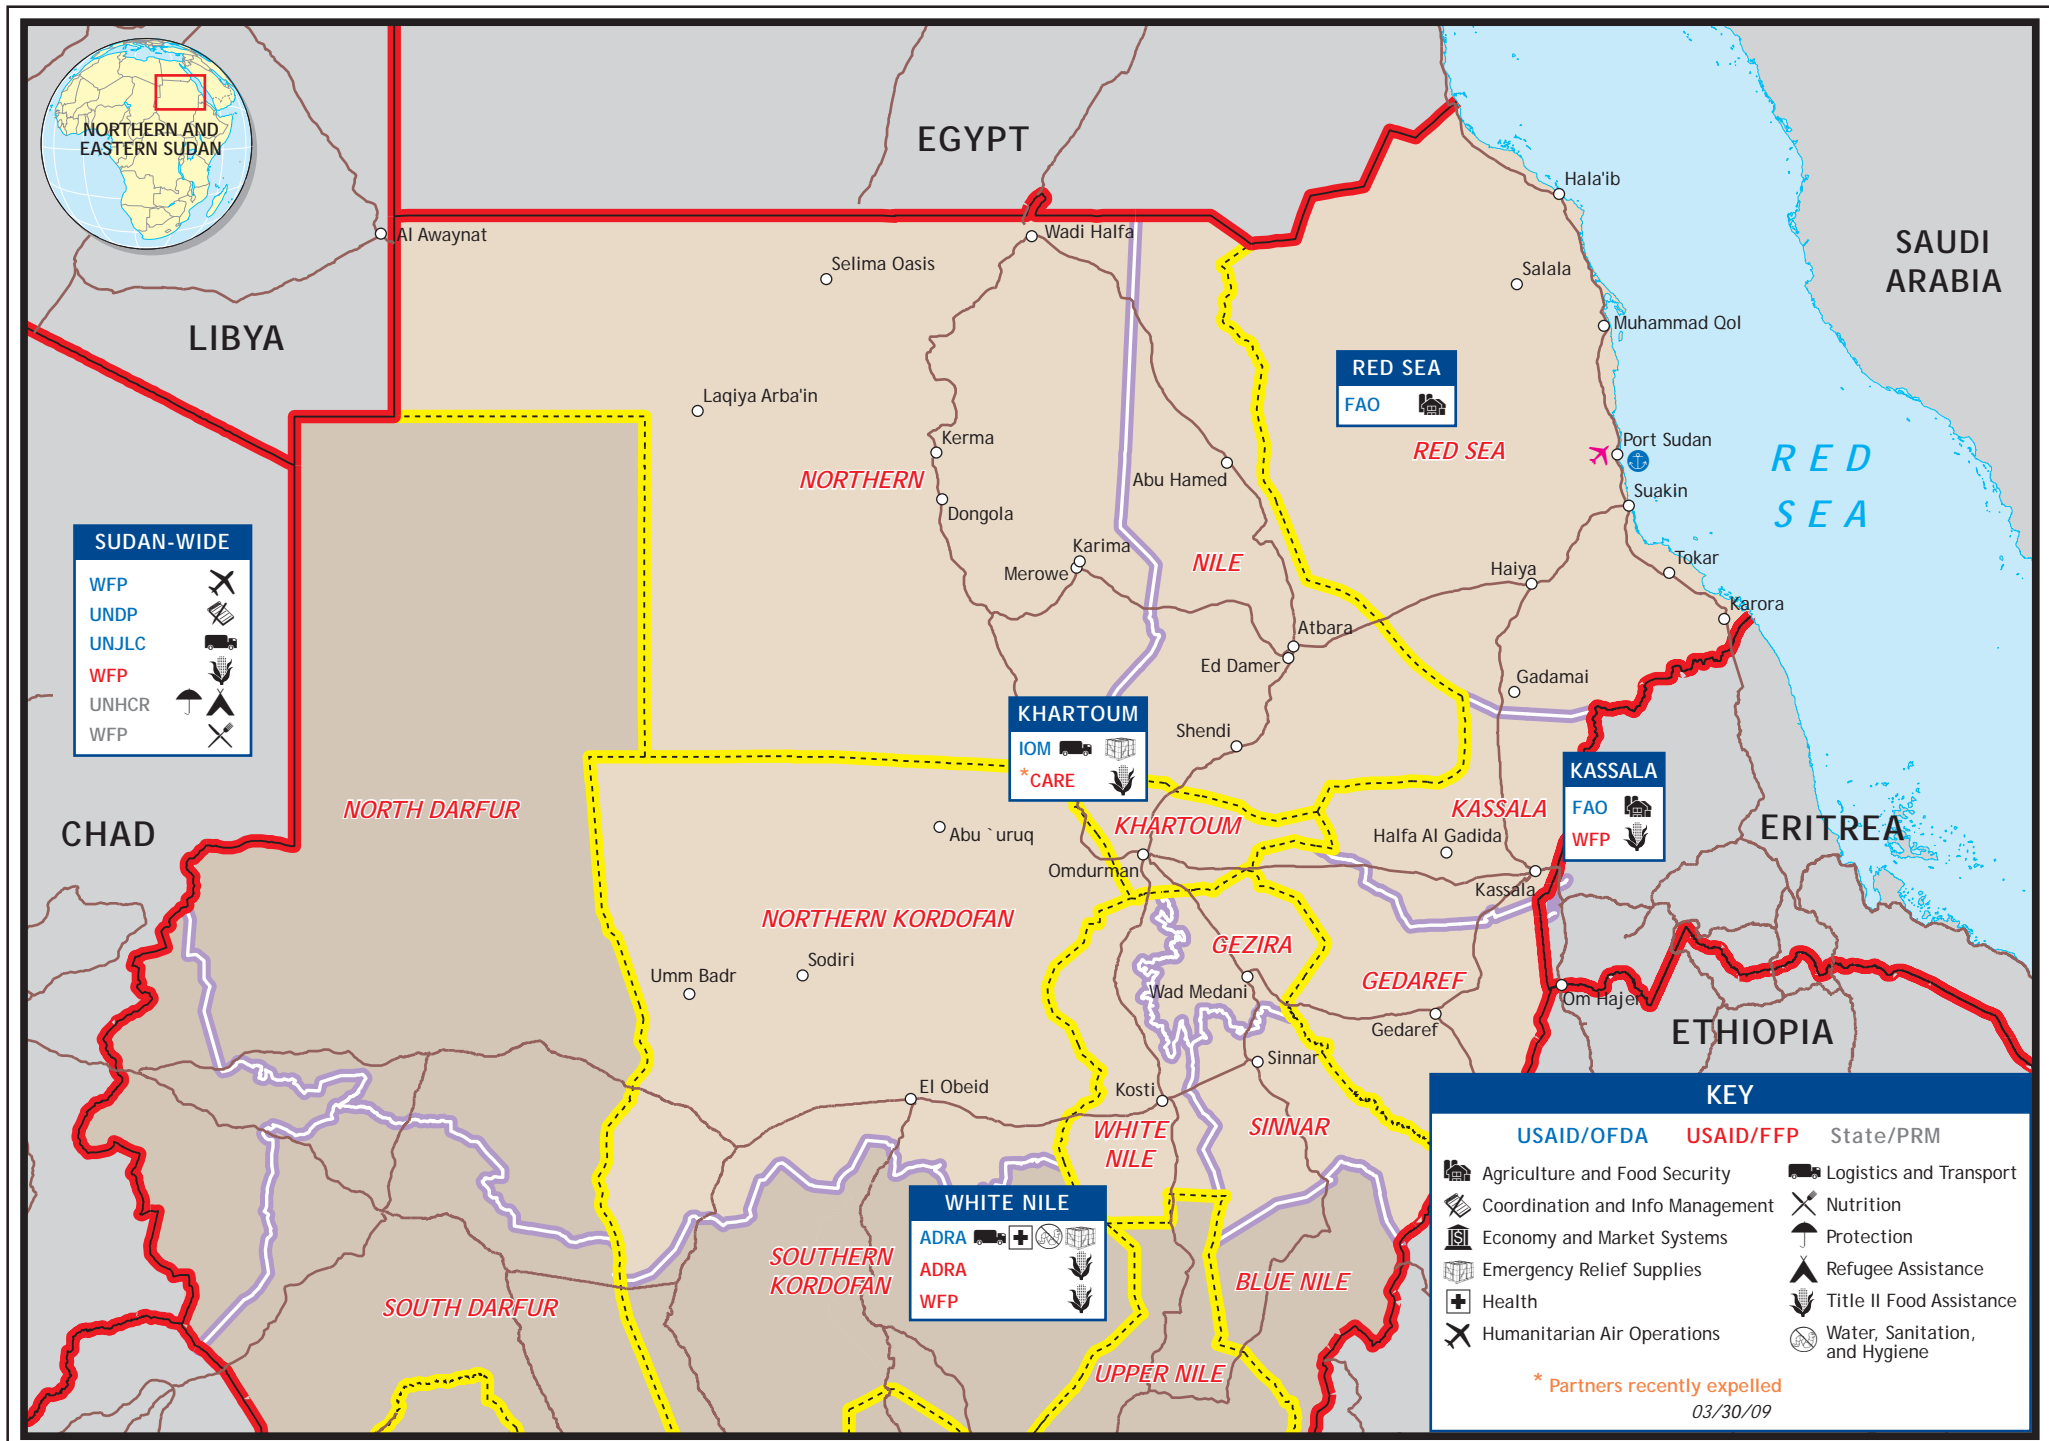 NORTHERN AND
EASTERN SUDAN
EGYPT
LIBYA
CHAD
SAUDI
ARABIA
ERITREA
ETHIOPIA
RED
SEA
Al Awaynat
Wadi Halfa
Selima Oasis
Laqiya Arba'in
Kerma
Dongola
Karima
Merowe
Abu Hamed
Atbara
Ed Damer
Shendi
Hala'ib
Salala
Muhammad Qol
Port Sudan
Suakin
Tokar
Haiya
Karora
Gadamai
Halfa Al Gadida
Kassala
Omdurman
Abu `uruq
Umm Badr
Sodiri
El Obeid
Kosti
Wad Medani
Sinnar
Gedaref
Om Hajer
NORTHERN
NILE
RED SEA
NORTH DARFUR
KHARTOUM
KASSALA
NORTHERN KORDOFAN
GEZIRA
GEDAREF
WHITE
NILE
SINNAR
SOUTHERN
KORDOFAN
SOUTH DARFUR
BLUE NILE
UPPER NILE
SUDAN-WIDE
WFP
UNDP
UNJLC
WFP
UNHCR
WFP
RED SEA
FAO
KHARTOUM
IOM
*CARE
KASSALA
FAO
WFP
WHITE NILE
ADRA
ADRA
WFP
KEY
USAID/OFDA USAID/FFP State/PRM
Agriculture and Food Security
Coordination and Info Management
Economy and Market Systems
Emergency Relief Supplies
Health
Humanitarian Air Operations
Logistics and Transport
Nutrition
Protection
Refugee Assistance
Title II Food Assistance
Water, Sanitation,
and Hygiene
* Partners recently expelled
03/30/09